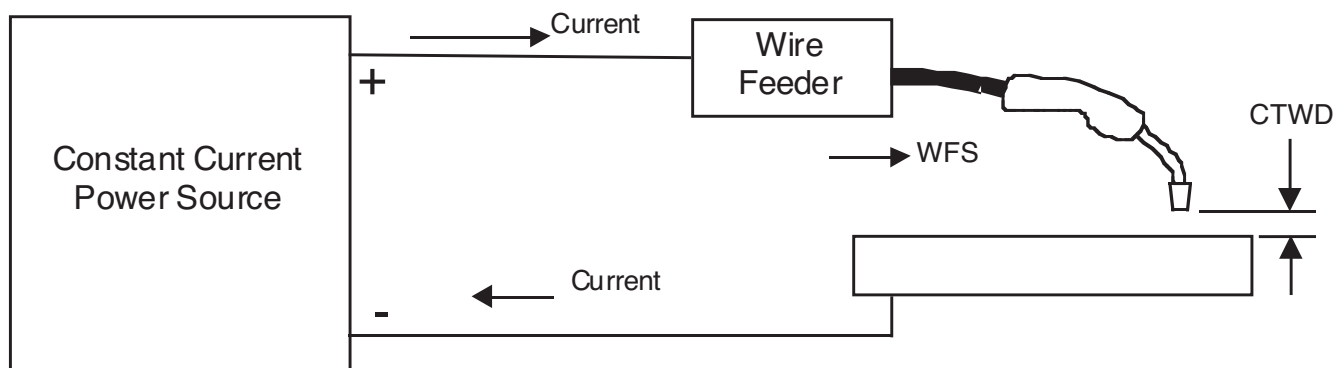 Current
Wire
Feeder
+
CTWD
Constant Current
Power Source
WFS
Current
-